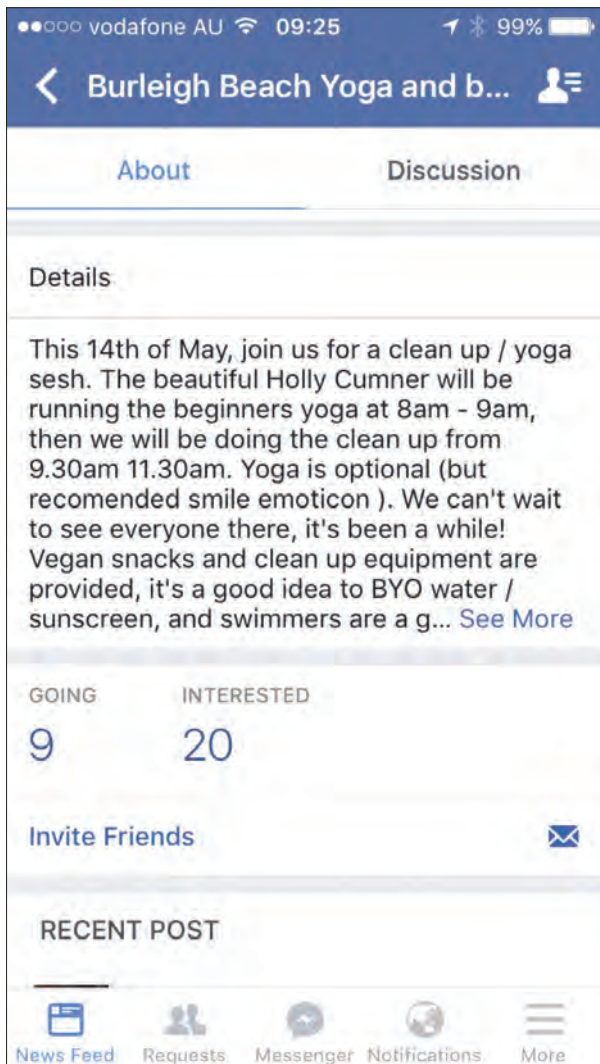 vodafone AU 09:25 99%
Burleigh Beach Yoga and b...
About Discussion
Details
This 14th of May, join us for a clean up / yoga
sesh. The beautiful Holly Cumner will be
running the beginners yoga at 8am - 9am,
then we will be doing the clean up from
9.30am 11.30am. Yoga is optional (but
recomended smile emoticon ). We can't wait
to see everyone there, it's been a while!
Vegan snacks and clean up equipment are
provided, it's a good idea to BYO water /
sunscreen, and swimmers are a g... See More
GOING INTERESTED
9 20
Invite Friends
RECENT POST
News Feed Requests Messenger Notifications More